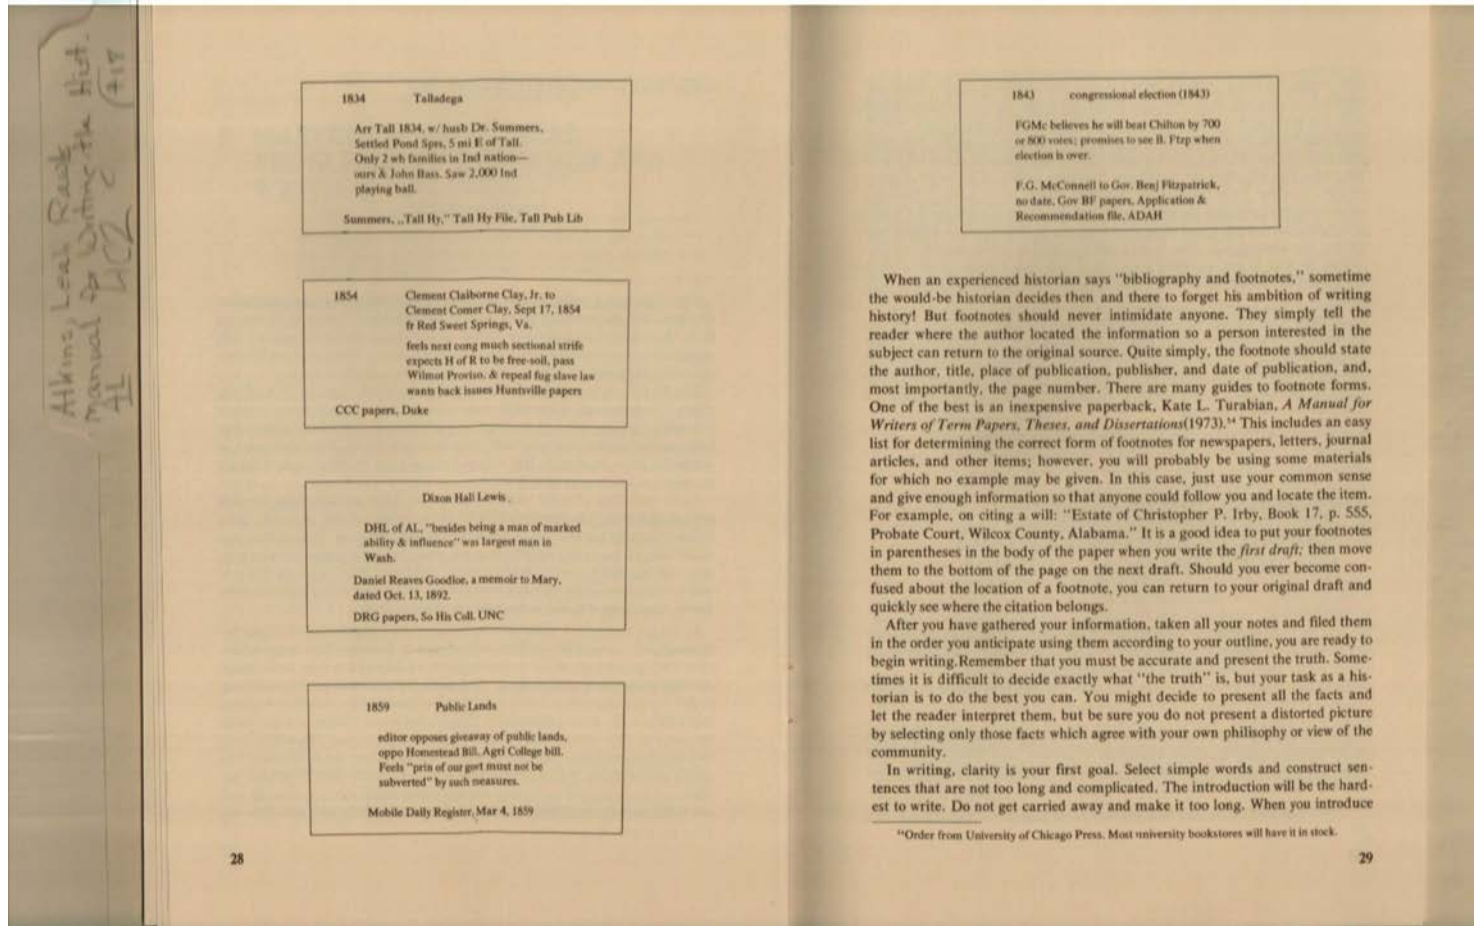 Atkins, Leah Rawls
Manual for Writing the Hist.
AL HC2 C
1834 Talladega
Arr Tall 1834, w/ husb Dr. Summers,
Settled Pond Sprs, 5 mi E of Tall.
Only 2 wh families in Ind nation—
ours & John Bass. Saw 2,000 Ind
playing ball.
Summers, „Tall Hy," Tall Hy File, Tall Pub Lib
1854 Clement Claiborne Clay, Jr. to
Clement Comer Clay, Sept 17, 1854
fr Red Sweet Springs, Va.
feels next cong much sectional strife
expects H of R to be free-soil, pass
Wilmot Proviso, & repeal fug slave law
wants back issues Huntsville papers
CCC papers, Duke
Dixon Hall Lewis
DHL of AL, "besides being a man of marked
ability & influence" was largest man in
Wash.
Daniel Reaves Goodloe, a memoir to Mary,
dated Oct. 13, 1892.
DRG papers, So His Coll. UNC
1859 Public Lands
editor opposes giveaway of public lands,
oppo Homestead Bill, Agri College bill.
Feels "prin of our govt must not be
subverted" by such measures.
Mobile Daily Register, Mar 4, 1859
28
1843 congressional election (1843)
FGMc believes he will beat Chilton by 700
or 800 votes; promises to see B. Ftzp when
election is over.
F.G. McConnell to Gov. Benj Fitzpatrick,
no date, Gov BF papers, Application &
Recommendation file, ADAH
When an experienced historian says "bibliography and footnotes," sometime
the would-be historian decides then and there to forget his ambition of writing
history! But footnotes should never intimidate anyone. They simply tell the
reader where the author located the information so a person interested in the
subject can return to the original source. Quite simply, the footnote should state
the author, title, place of publication, publisher, and date of publication, and,
most importantly, the page number. There are many guides to footnote forms.
One of the best is an inexpensive paperback, Kate L. Turabian, A Manual for
Writers of Term Papers, Theses, and Dissertations(1973).¹⁴ This includes an easy
list for determining the correct form of footnotes for newspapers, letters, journal
articles, and other items; however, you will probably be using some materials
for which no example may be given. In this case, just use your common sense
and give enough information so that anyone could follow you and locate the item.
For example, on citing a will: "Estate of Christopher P. Irby, Book 17, p. 555,
Probate Court, Wilcox County, Alabama." It is a good idea to put your footnotes
in parentheses in the body of the paper when you write the first draft; then move
them to the bottom of the page on the next draft. Should you ever become con-
fused about the location of a footnote, you can return to your original draft and
quickly see where the citation belongs.
After you have gathered your information, taken all your notes and filed them
in the order you anticipate using them according to your outline, you are ready to
begin writing.Remember that you must be accurate and present the truth. Some-
times it is difficult to decide exactly what "the truth" is, but your task as a his-
torian is to do the best you can. You might decide to present all the facts and
let the reader interpret them, but be sure you do not present a distorted picture
by selecting only those facts which agree with your own philisophy or view of the
community.
In writing, clarity is your first goal. Select simple words and construct sen-
tences that are not too long and complicated. The introduction will be the hard-
est to write. Do not get carried away and make it too long. When you introduce
¹⁴Order from University of Chicago Press. Most university bookstores will have it in stock.
29